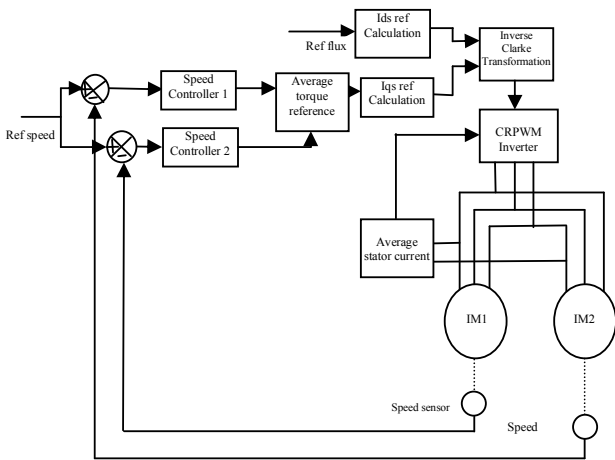 Ids ref
Calculation
Ref flux
Inverse
Clarke
Transformation
Speed
Controller 1
Average
torque
reference
Iqs ref
Calculation
Ref speed
Speed
Controller 2
CRPWM
Inverter
Average
stator current
IM1
IM2
Speed sensor
Speed